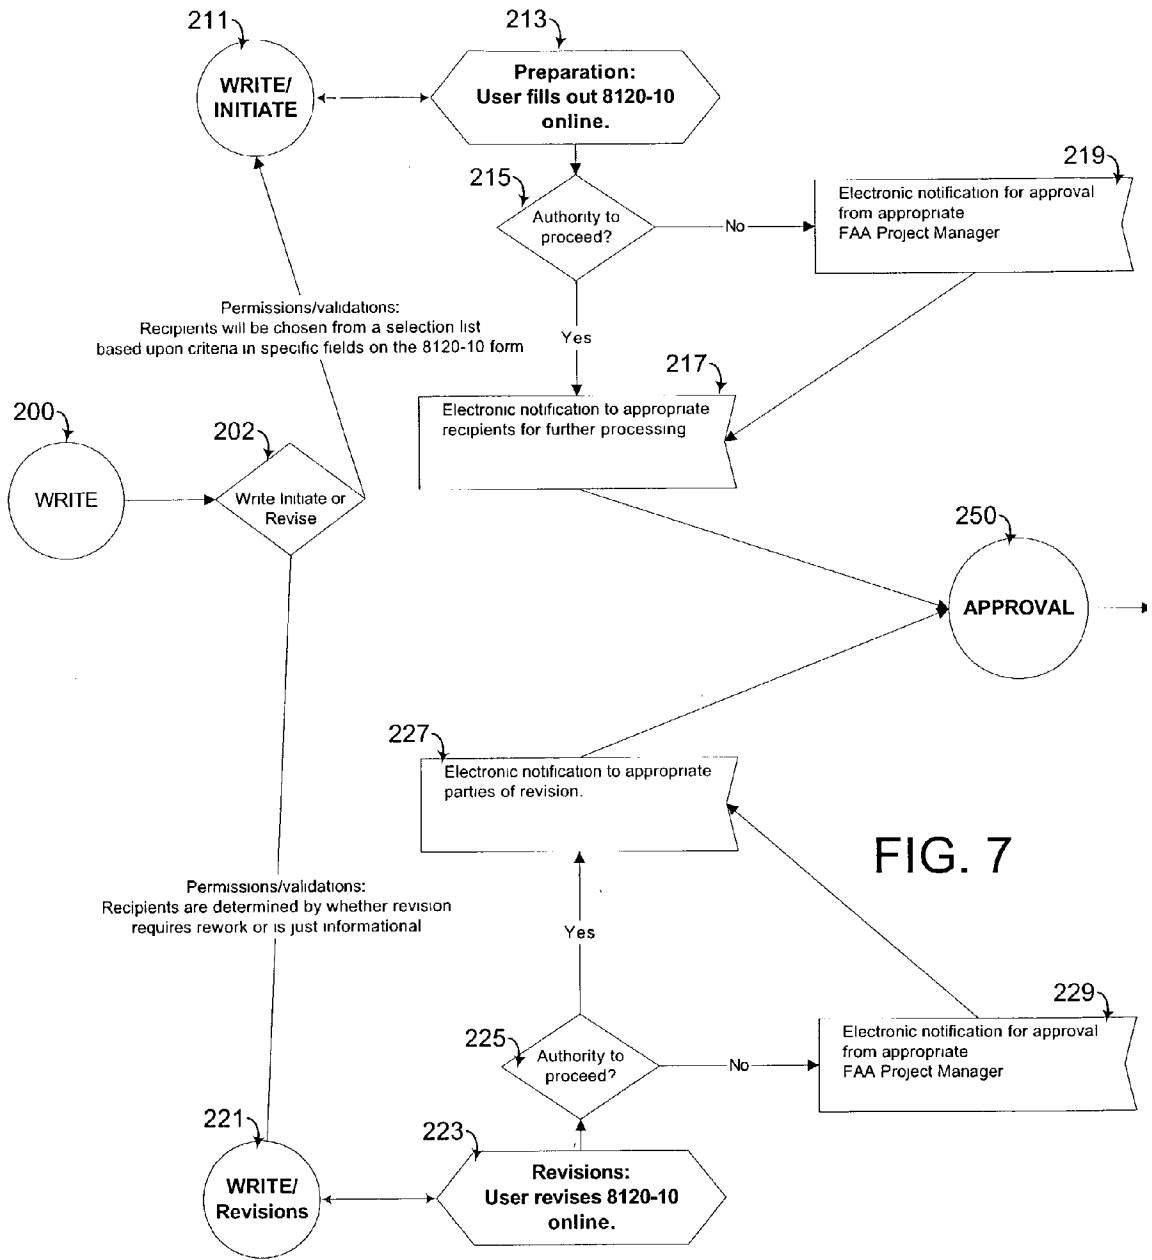 211
213
WRITE/
INITIATE
Preparation:
User fills out 8120-10
online.
215
219
Authority to
proceed?
No
Electronic notification for approval
from appropriate
FAA Project Manager
Permissions/validations:
Recipients will be chosen from a selection list
based upon criteria in specific fields on the 8120-10 form
Yes
217
Electronic notification to appropriate
recipients for further processing
200
202
WRITE
Write Initiate or
Revise
250
APPROVAL
227
Electronic notification to appropriate
parties of revision.
FIG. 7
Permissions/validations:
Recipients are determined by whether revision
requires rework or is just informational
Yes
225
229
Authority to
proceed?
No
Electronic notification for approval
from appropriate
FAA Project Manager
221
223
WRITE/
Revisions
Revisions:
User revises 8120-10
online.